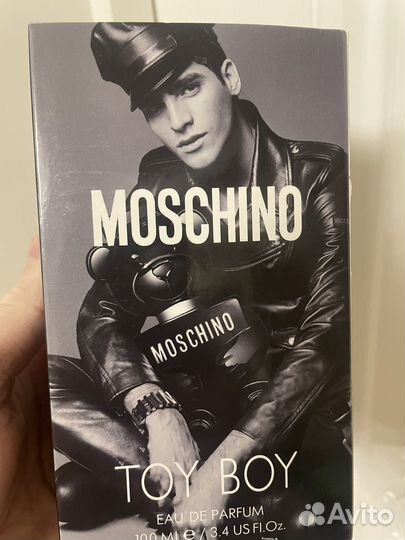 MOSCHINO
MOSCHINO
TOY BOY
EAU DE PARFUM
100 ML e / 3.4 US Fl.Oz.
Avito